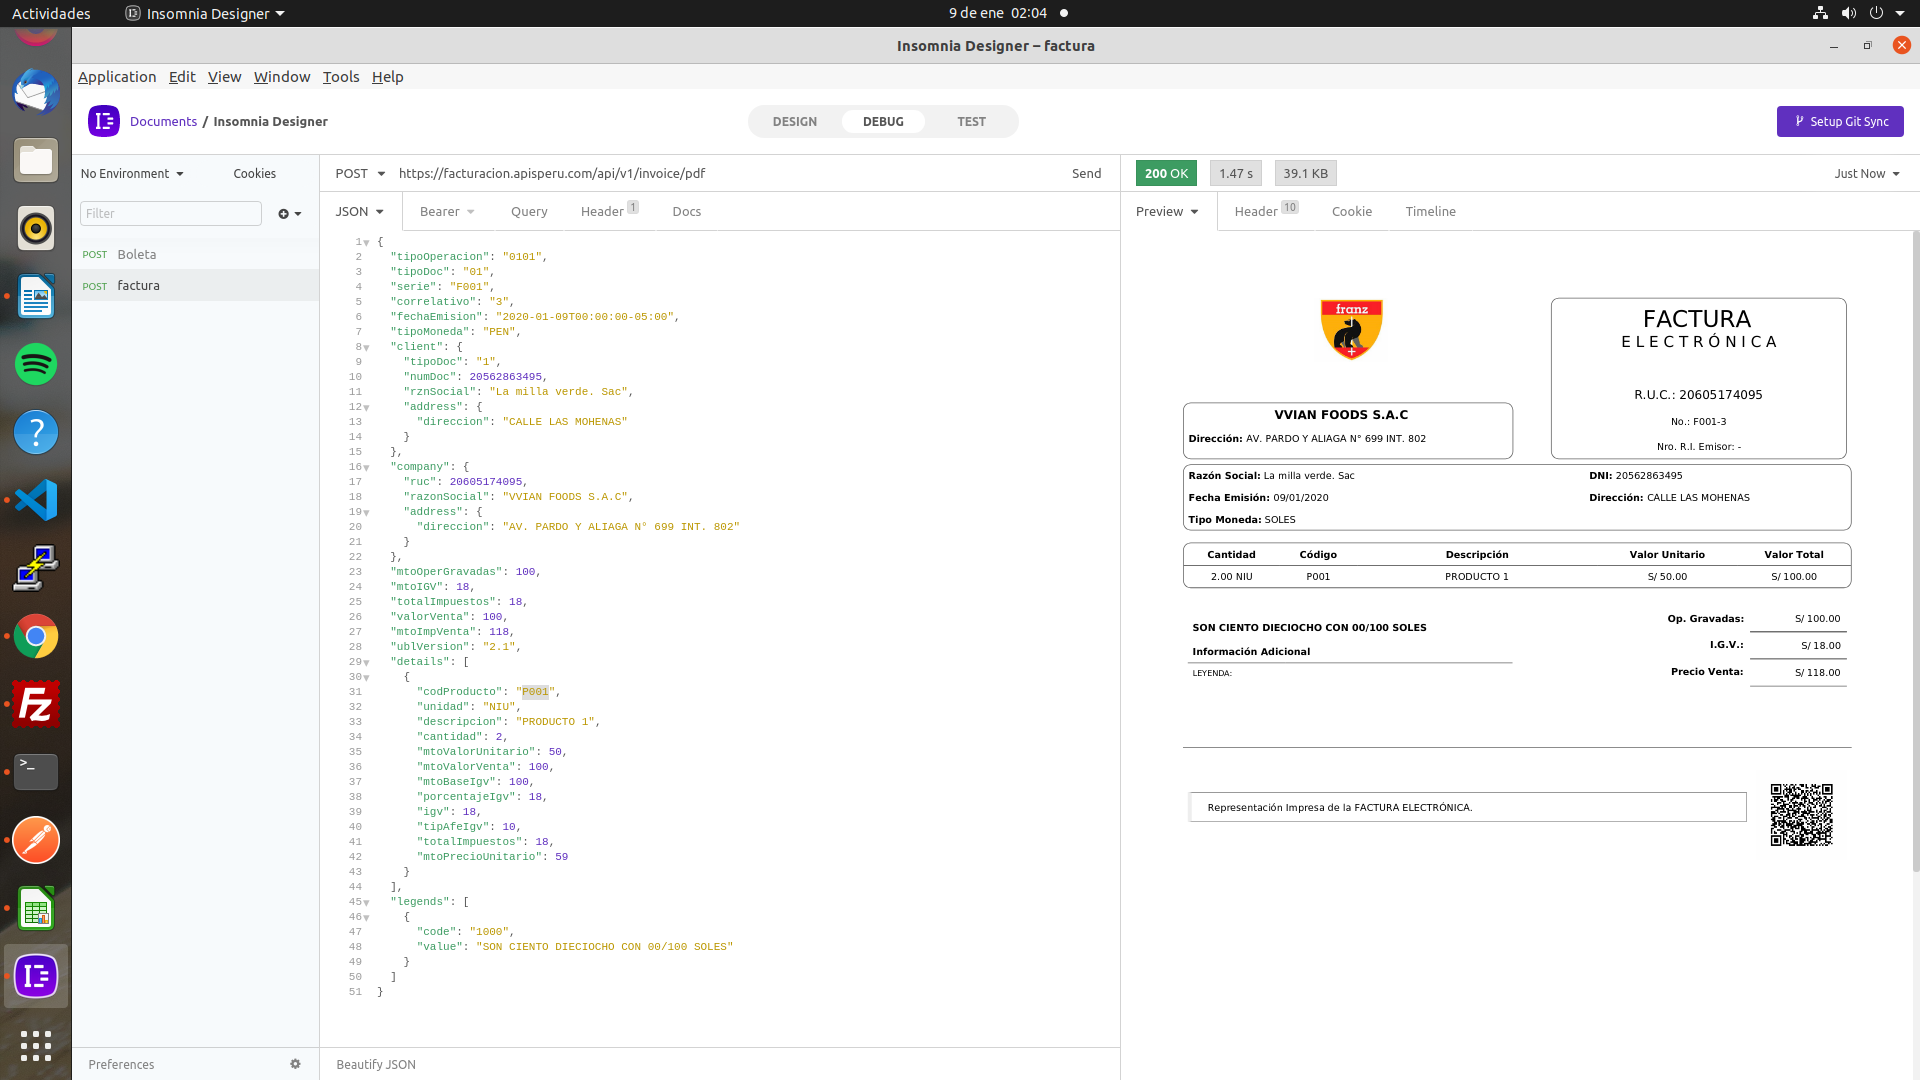 Actividades
Insomnia Designer
9 de ene 02:04
Insomnia Designer – factura
Application Edit View Window Tools Help
Documents / Insomnia Designer
DESIGN DEBUG TEST
Setup Git Sync
No Environment Cookies
Filter
POST Boleta
POST factura
Preferences
POST https://facturacion.apisperu.com/api/v1/invoice/pdf Send
JSON Bearer Query Header 1 Docs
1 {
2 "tipoOperacion": "0101",
3 "tipoDoc": "01",
4 "serie": "F001",
5 "correlativo": "3",
6 "fechaEmision": "2020-01-09T00:00:00-05:00",
7 "tipoMoneda": "PEN",
8 "client": {
9 "tipoDoc": "1",
10 "numDoc": 20562863495,
11 "rznSocial": "La milla verde. Sac",
12 "address": {
13 "direccion": "CALLE LAS MOHENAS"
14 }
15 },
16 "company": {
17 "ruc": 20605174095,
18 "razonSocial": "VVIAN FOODS S.A.C",
19 "address": {
20 "direccion": "AV. PARDO Y ALIAGA N° 699 INT. 802"
21 }
22 },
23 "mtoOperGravadas": 100,
24 "mtoIGV": 18,
25 "totalImpuestos": 18,
26 "valorVenta": 100,
27 "mtoImpVenta": 118,
28 "ublVersion": "2.1",
29 "details": [
30 {
31 "codProducto": "P001",
32 "unidad": "NIU",
33 "descripcion": "PRODUCTO 1",
34 "cantidad": 2,
35 "mtoValorUnitario": 50,
36 "mtoValorVenta": 100,
37 "mtoBaseIgv": 100,
38 "porcentajeIgv": 18,
39 "igv": 18,
40 "tipAfeIgv": 10,
41 "totalImpuestos": 18,
42 "mtoPrecioUnitario": 59
43 }
44 ],
45 "legends": [
46 {
47 "code": "1000",
48 "value": "SON CIENTO DIECIOCHO CON 00/100 SOLES"
49 }
50 ]
51 }
Beautify JSON
200 OK 1.47 s 39.1 KB Just Now
Preview Header 10 Cookie Timeline
franz
FACTURA
ELECTRÓNICA
R.U.C.: 20605174095
No.: F001-3
Nro. R.I. Emisor: -
VVIAN FOODS S.A.C
Dirección: AV. PARDO Y ALIAGA N° 699 INT. 802
Razón Social: La milla verde. Sac DNI: 20562863495
Fecha Emisión: 09/01/2020 Dirección: CALLE LAS MOHENAS
Tipo Moneda: SOLES
Cantidad Código Descripción Valor Unitario Valor Total
2.00 NIU P001 PRODUCTO 1 S/ 50.00 S/ 100.00
SON CIENTO DIECIOCHO CON 00/100 SOLES
Información Adicional
LEYENDA:
Op. Gravadas: S/ 100.00
I.G.V.: S/ 18.00
Precio Venta: S/ 118.00
Representación Impresa de la FACTURA ELECTRÓNICA.